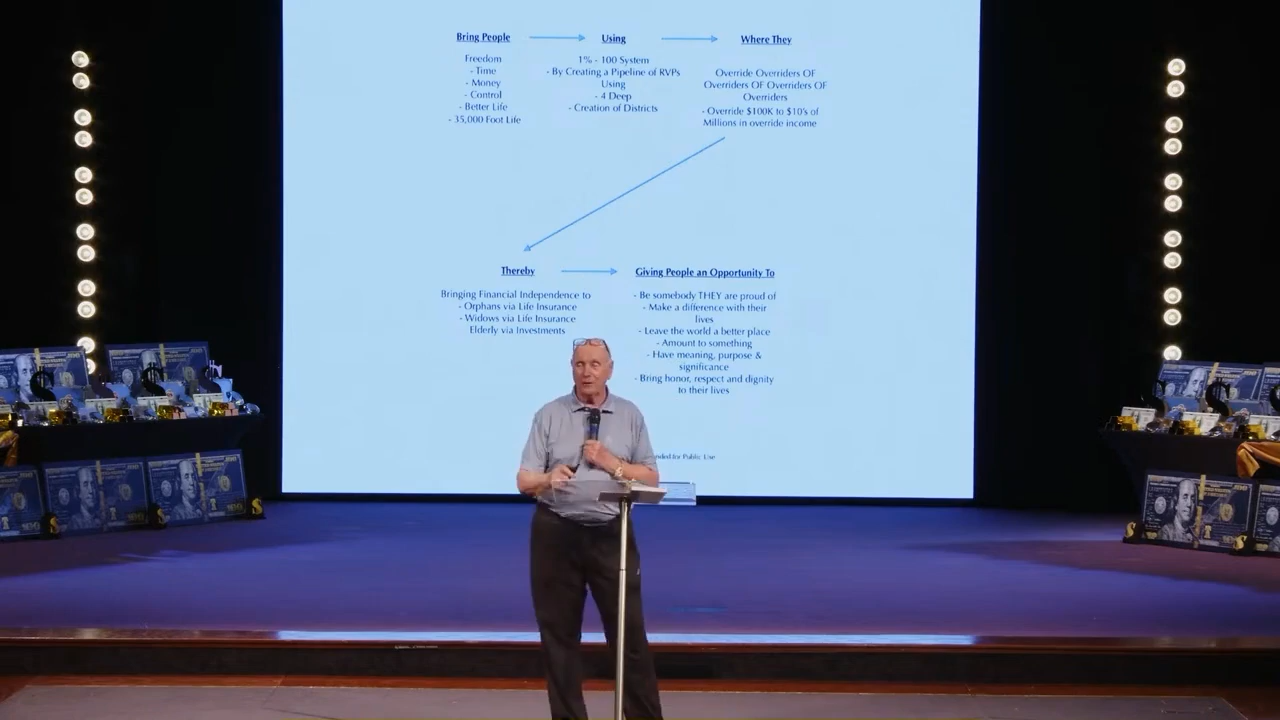 Bring People
Using
Where They
Freedom
- Time
- Money
- Control
- Better Life
- 35,000 Foot Life
1% - 100 System
- By Creating a Pipeline of RVPs
Using
- 4 Deep
- Creation of Districts
Override Overriders OF
Overriders OF Overriders OF
Overriders
- Override $100K to $10's of
Millions in override income
Thereby
Giving People an Opportunity To
Bringing Financial Independence to
- Orphans via Life Insurance
- Widows via Life Insurance
Elderly via Investments
- Be somebody THEY are proud of
- Make a difference with their
lives
- Leave the world a better place
- Amount to something
- Have meaning, purpose &
significance
- Bring honor, respect and dignity
to their lives
for Public Use